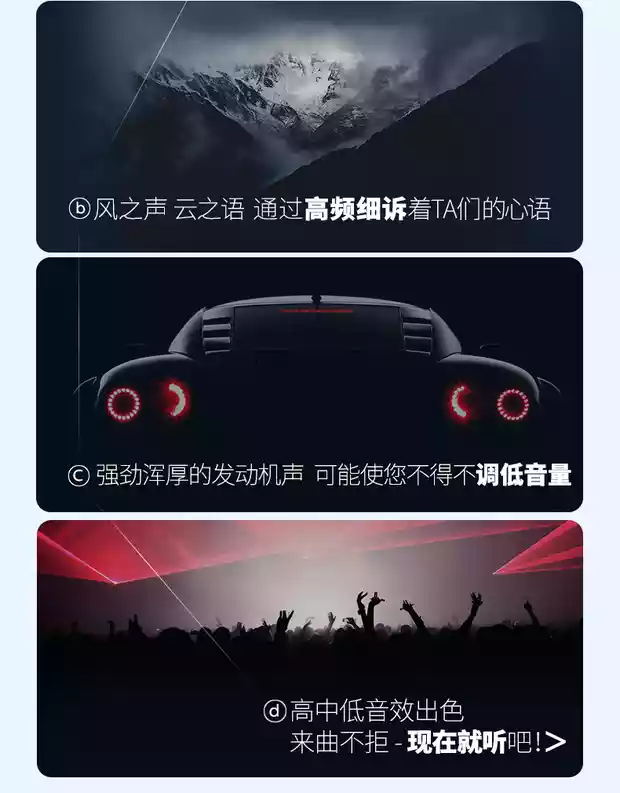 ⓑ风之声 云之语 通过高频细诉着TA们的心语
ⓒ 强劲浑厚的发动机声 可能使您不得不调低音量
ⓓ高中低音效出色
来曲不拒 - 现在就听吧!>